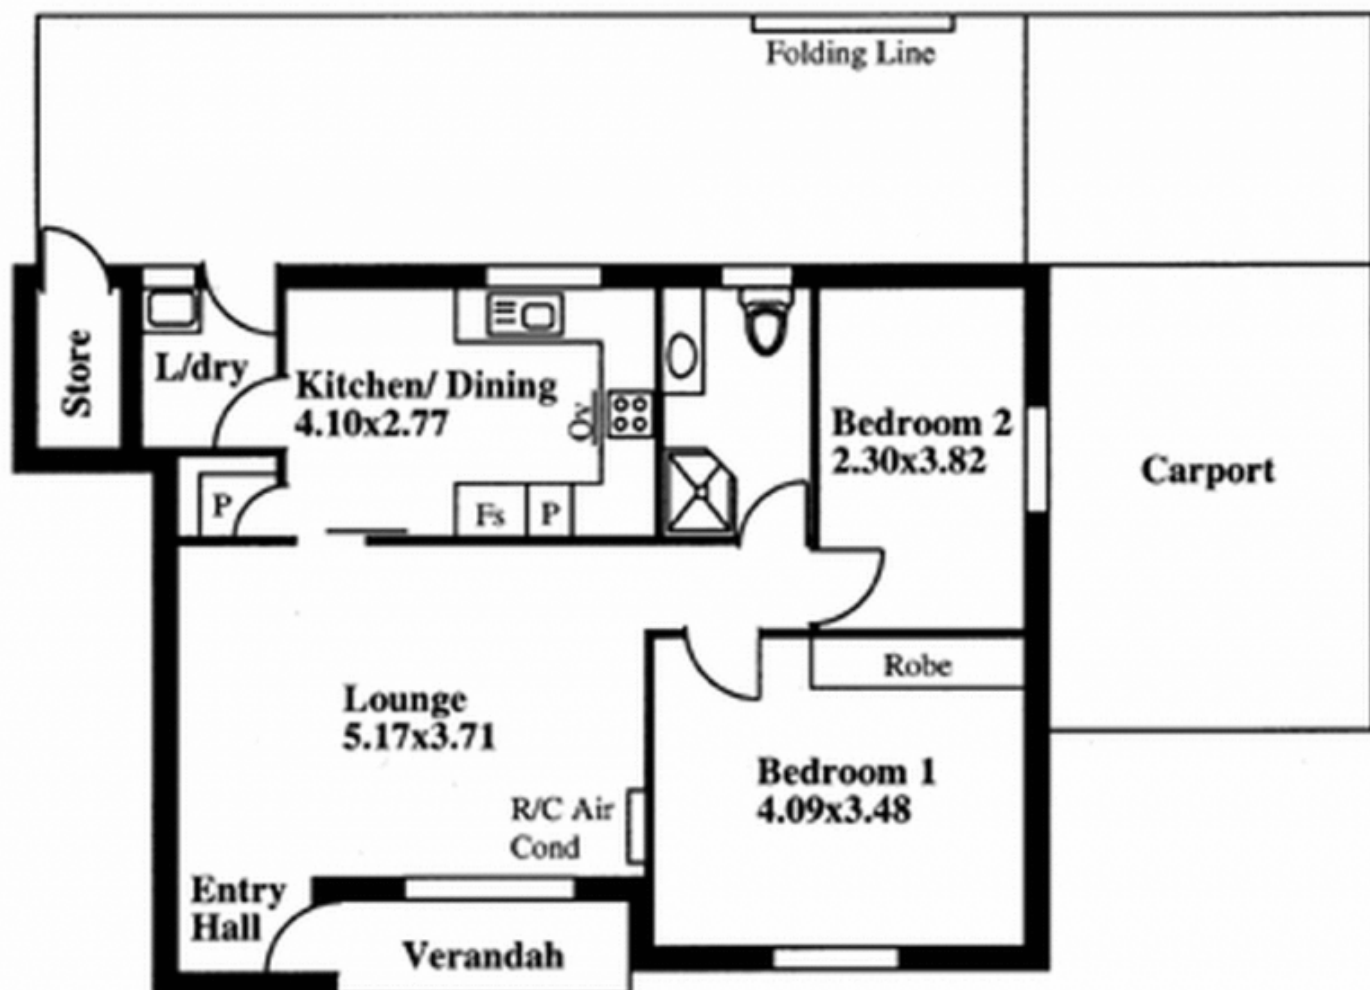 Folding Line
Store
L/dry
Kitchen/ Dining
4.10x2.77
Ov
Bedroom 2
2.30x3.82
Carport
P
Fs
P
Robe
Lounge
5.17x3.71
Bedroom 1
4.09x3.48
R/C Air
Cond
Entry
Hall
Verandah